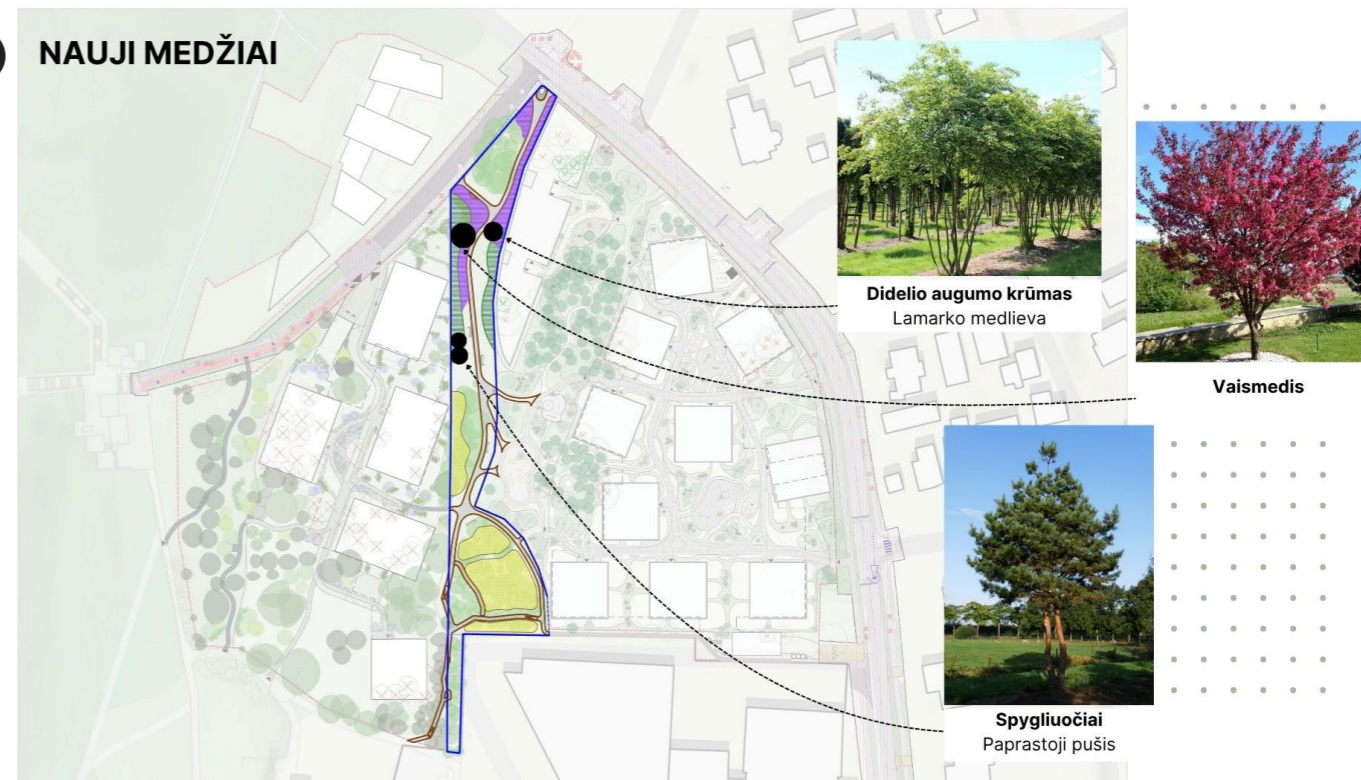 NAUJI MEDŽIAI
Didelio augumo krūmas
Lamarko medlieva
Vaismedis
Spygliuočiai
Paprastoji pušis